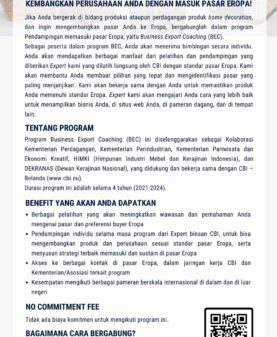 KEMBANGKAN PERUSAHAAN ANDA DENGAN MASUK PASAR EROPA!
Jika Anda bergerak di bidang produksi ataupun perdagangan produk home decoration,
dan ingin mengembangkan pasar Anda ke Eropa, bergabunglah dalam program
Pendampingan memasuki pasar Eropa, yaitu Business Export Coaching (BEC).
Sebagai peserta dalam program BEC, Anda akan menerima bimbingan secara individu.
Anda akan mendapatkan berbagai manfaat dari pelatihan dan pendampingan yang
diberikan Expert kami yang dilatih langsung oleh CBI dengan standar pasar Eropa. Kami
akan membantu Anda membuat pilihan yang tepat dan mengidentifikasi pasar yang
paling menjanjikan. Kami akan bekerja sama dengan Anda untuk memastikan produk
Anda memenuhi standar Eropa. Expert kami akan mengajari Anda cara yang lebih baik
untuk menampilkan bisnis Anda, di situs web Anda, di pameran dagang, dan di tempat
lain.
TENTANG PROGRAM
Program Business Export Coaching (BEC) ini diselenggarakan sebagai Kolaborasi
Kementerian Perdagangan, Kementerian Perindustrian, Kementerian Pariwisata dan
Ekonomi Kreatif, HIMKI (Himpunan Industri Mebel dan Kerajinan Indonesia), dan
DEKRANAS (Dewan Kerajinan Nasional), yang didukung dan bekerja sama dengan CBI –
Belanda (www.cbi.eu).
Durasi program ini adalah selama 4 tahun (2021-2024).
BENEFIT YANG AKAN ANDA DAPATKAN
• Berbagai pelatihan yang akan meningkatkan wawasan dan pemahaman Anda
mengenai pasar dan preferensi buyer Eropa
• Pendampingan individu selama masa program dari Expert binaan CBI, untuk bisa
mengembangkan produk dan perusahaan sesuai standar pasar Eropa, serta
menyusun strategi terbaik memasuki dan sustain di pasar Eropa
• Akses ke berbagai kontak di pasar Eropa, dalam jaringan kerja CBI dan
Kementerian/Asosiasi terkait program
• Kesempatan mengikuti berbagai pameran berskala internasional di dalam dan di luar
negeri
NO COMMITMENT FEE
Tidak ada biaya komitmen untuk mengikuti program ini.
BAGAIMANA CARA BERGABUNG?